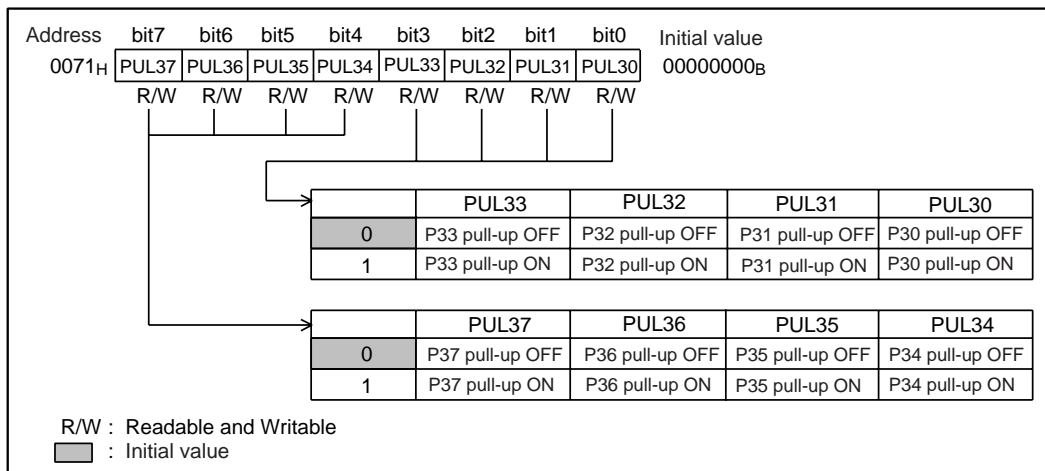 Address bit7 bit6 bit5 bit4 bit3 bit2 bit1 bit0 Initial value
0071H PUL37 PUL36 PUL35 PUL34 PUL33 PUL32 PUL31 PUL30 00000000B
R/W R/W R/W R/W R/W R/W R/W R/W
PUL33 PUL32 PUL31 PUL30
0 P33 pull-up OFF P32 pull-up OFF P31 pull-up OFF P30 pull-up OFF
1 P33 pull-up ON P32 pull-up ON P31 pull-up ON P30 pull-up ON
PUL37 PUL36 PUL35 PUL34
0 P37 pull-up OFF P36 pull-up OFF P35 pull-up OFF P34 pull-up OFF
1 P37 pull-up ON P36 pull-up ON P35 pull-up ON P34 pull-up ON
R/W : Readable and Writable
: Initial value